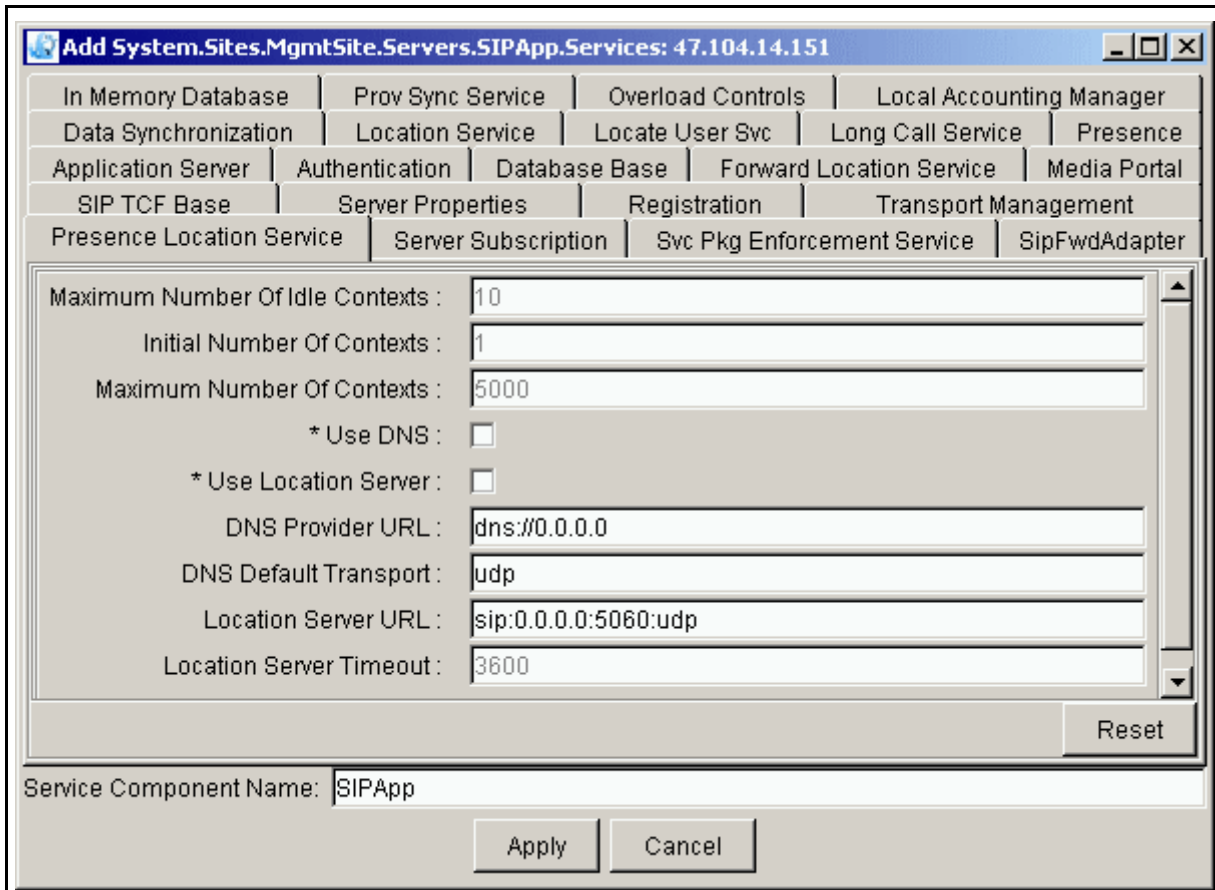 Add System.Sites.MgmtSite.Servers.SIPApp.Services: 47.104.14.151
In Memory Database Prov Sync Service Overload Controls Local Accounting Manager
Data Synchronization Location Service Locate User Svc Long Call Service Presence
Application Server Authentication Database Base Forward Location Service Media Portal
SIP TCF Base Server Properties Registration Transport Management
Presence Location Service Server Subscription Svc Pkg Enforcement Service SipFwdAdapter
Maximum Number Of Idle Contexts : 10
Initial Number Of Contexts : 1
Maximum Number Of Contexts : 5000
* Use DNS :
* Use Location Server :
DNS Provider URL : dns://0.0.0.0
DNS Default Transport : udp
Location Server URL : sip:0.0.0.0:5060:udp
Location Server Timeout : 3600
Reset
Service Component Name: SIPApp
Apply Cancel